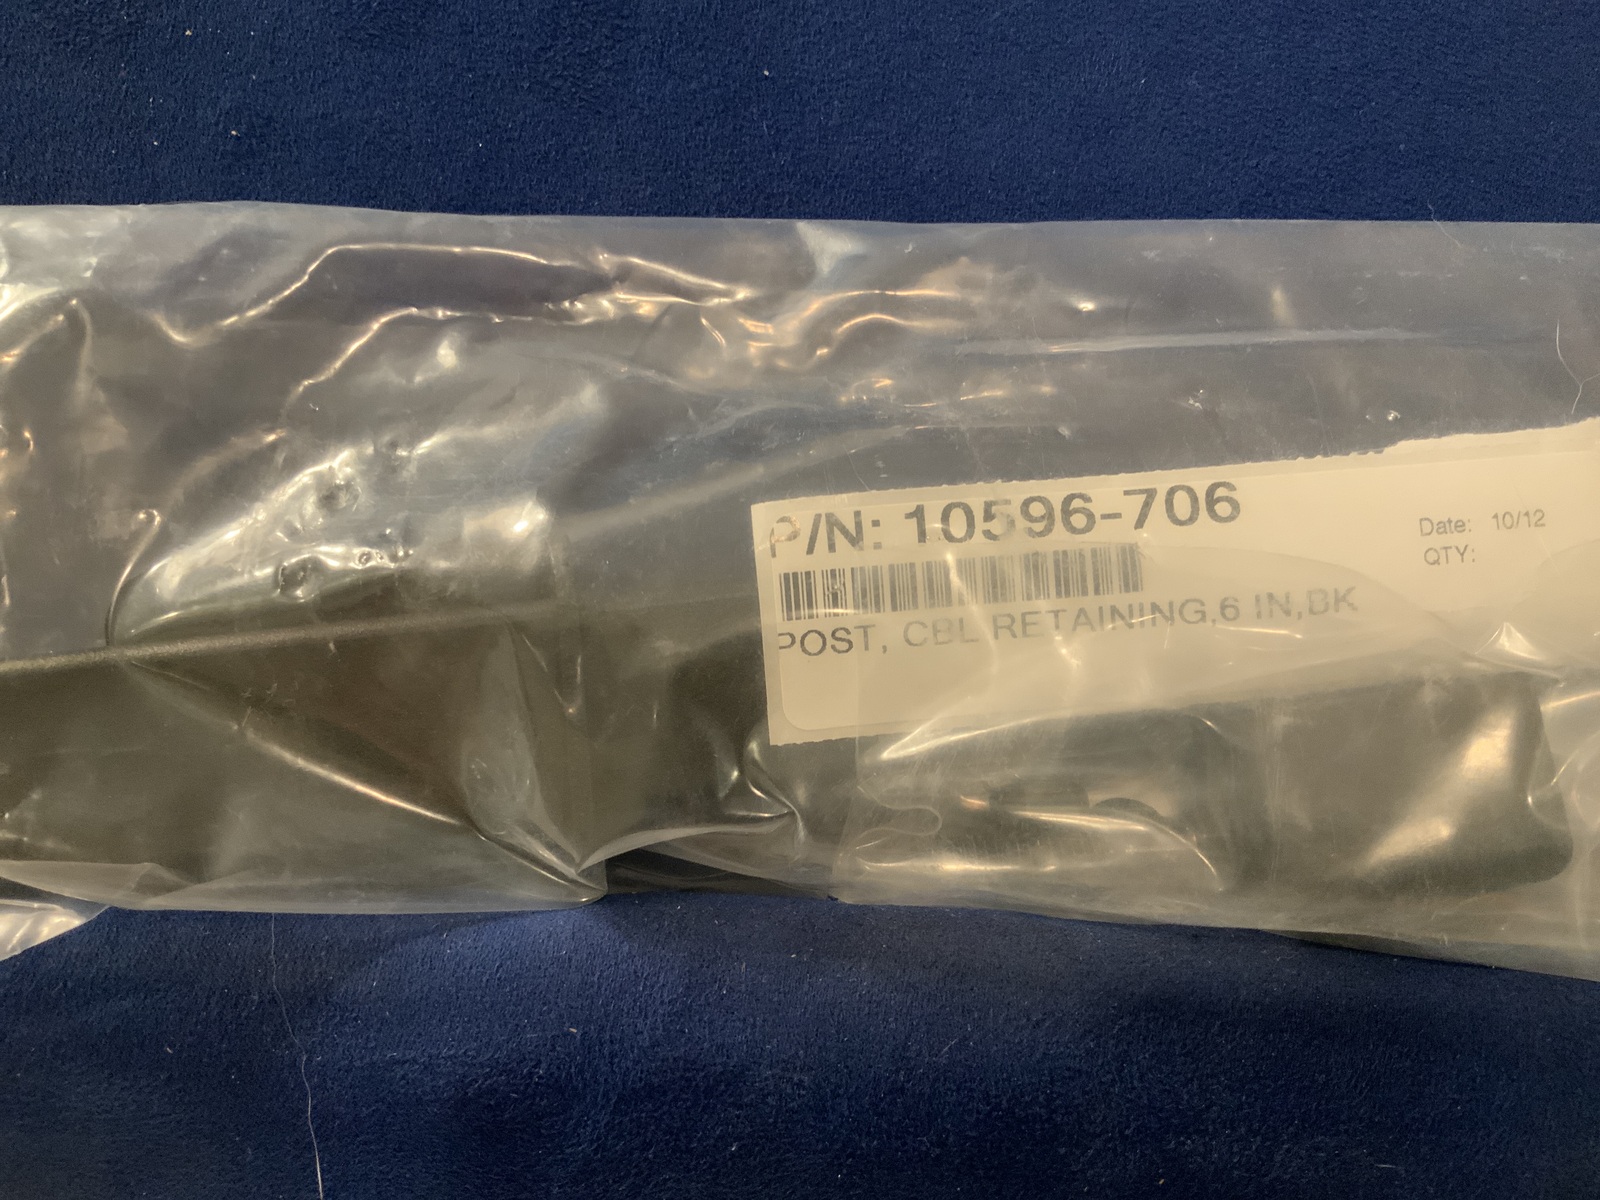 P/N: 10596-706
Date: 10/12
QTY:
POST, CBL RETAINING,6 IN,BK